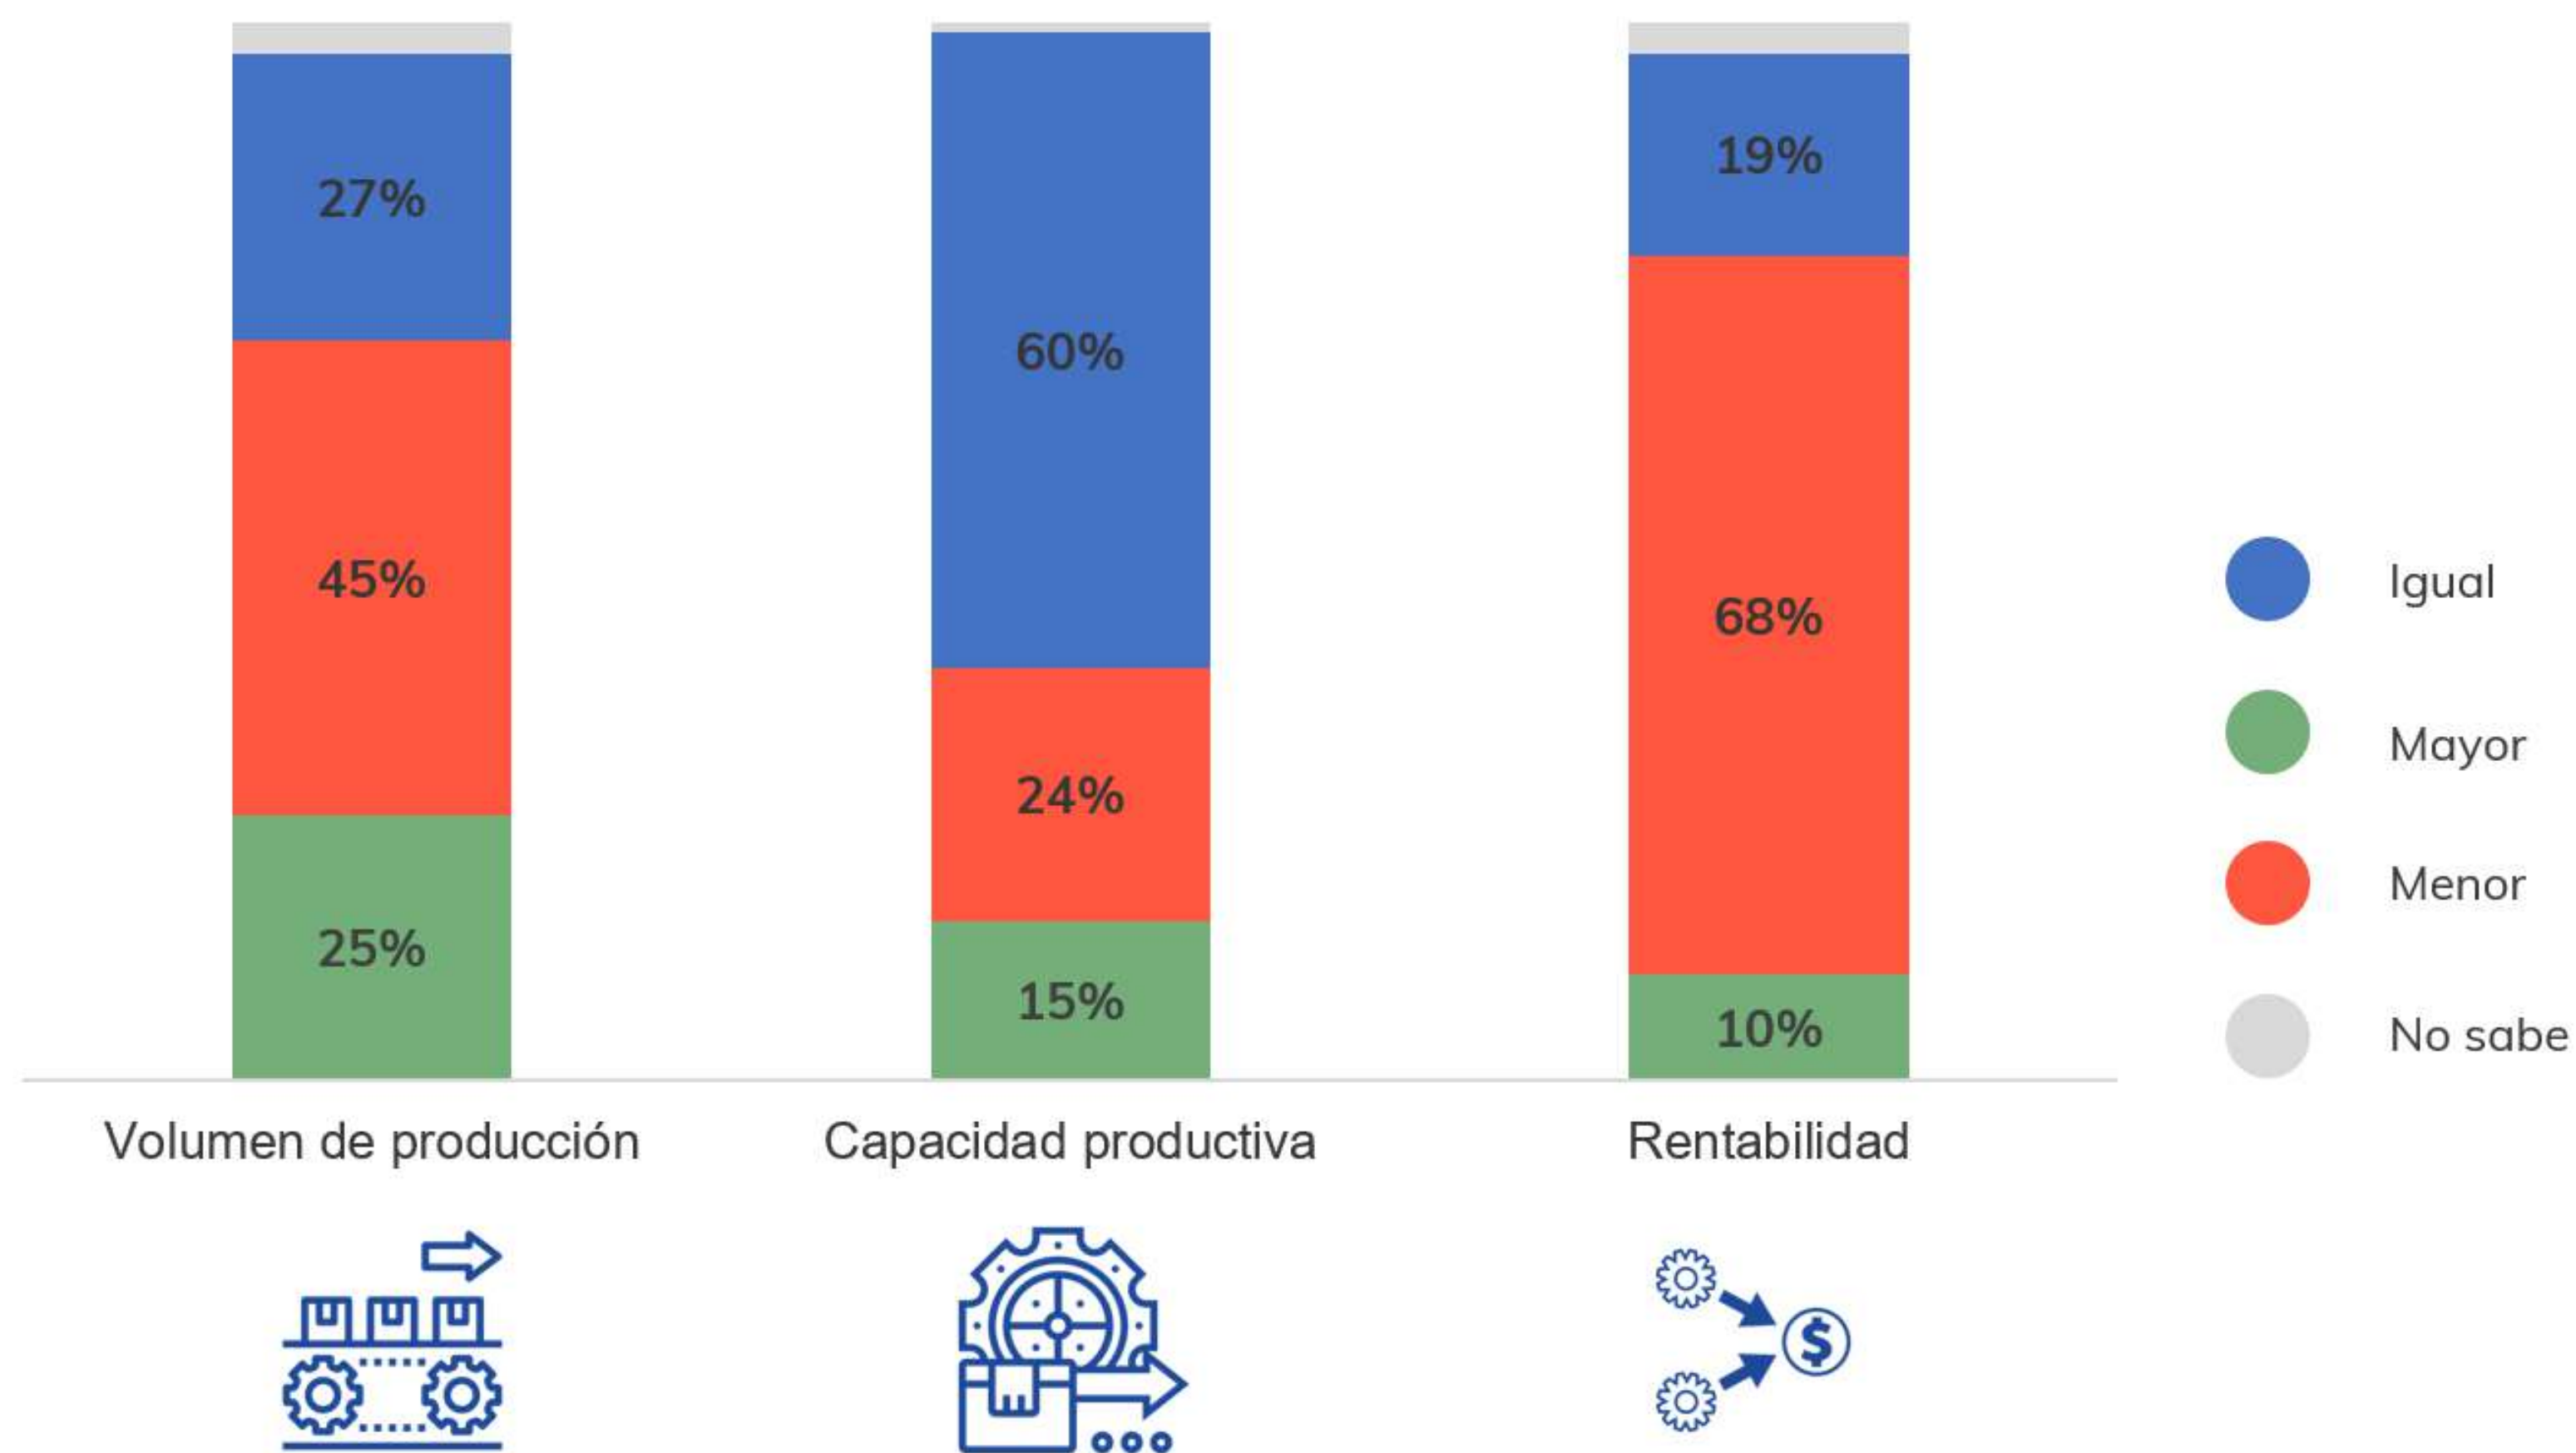 27%
45%
25%
60%
24%
15%
19%
68%
10%
Volumen de producción
Capacidad productiva
Rentabilidad
$
Igual
Mayor
Menor
No sabe